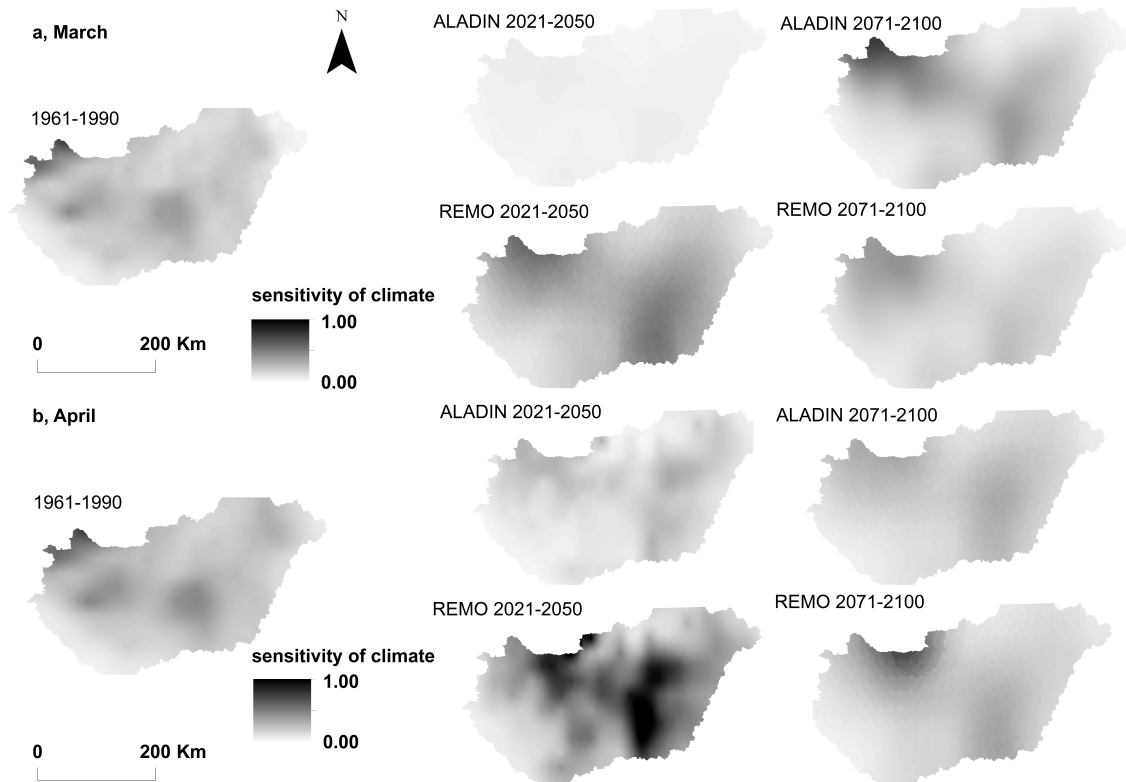 a, March
N
1961-1990
sensitivity of climate
1.00
0.00
0 200 Km
ALADIN 2021-2050
ALADIN 2071-2100
REMO 2021-2050
REMO 2071-2100
b, April
1961-1990
sensitivity of climate
1.00
0.00
0 200 Km
ALADIN 2021-2050
ALADIN 2071-2100
REMO 2021-2050
REMO 2071-2100